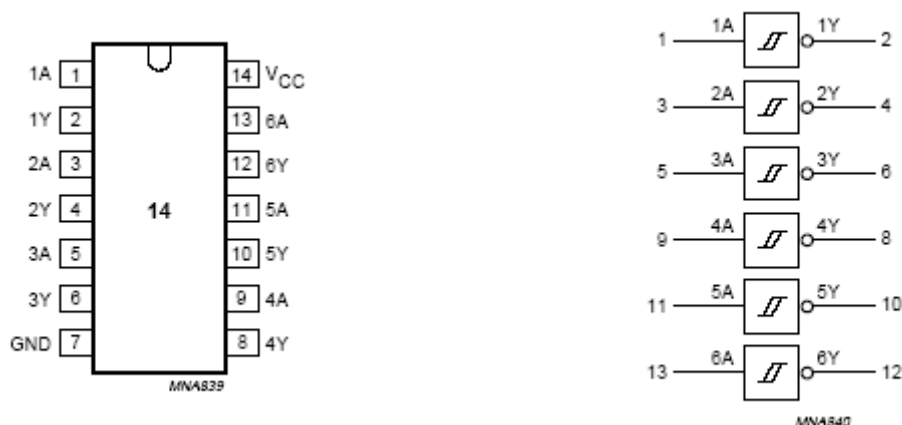 1A 1 14 VCC
1Y 2 13 6A
2A 3 12 6Y
2Y 4 14 11 5A
3A 5 10 5Y
3Y 6 9 4A
GND 7 8 4Y
MNA839
1 1A 1Y 2
3 2A 2Y 4
5 3A 3Y 6
9 4A 4Y 8
11 5A 5Y 10
13 6A 6Y 12
MNA840